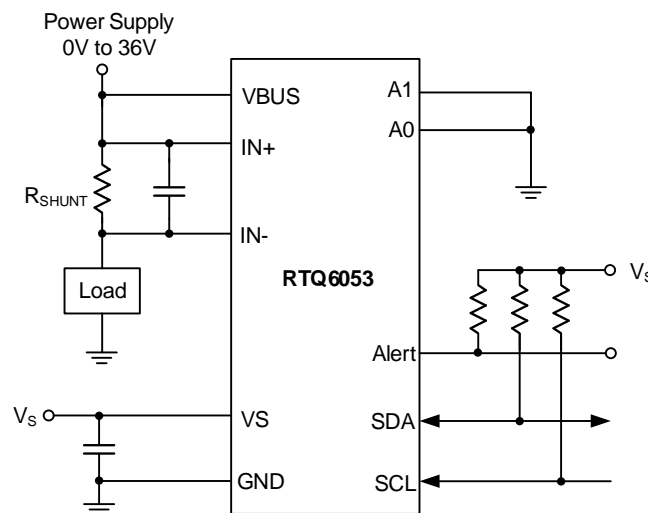 Power Supply
0V to 36V
VBUS
IN+
RSHUNT
IN-
Load
VS
VS
GND
RTQ6053
A1
A0
VS
Alert
SDA
SCL